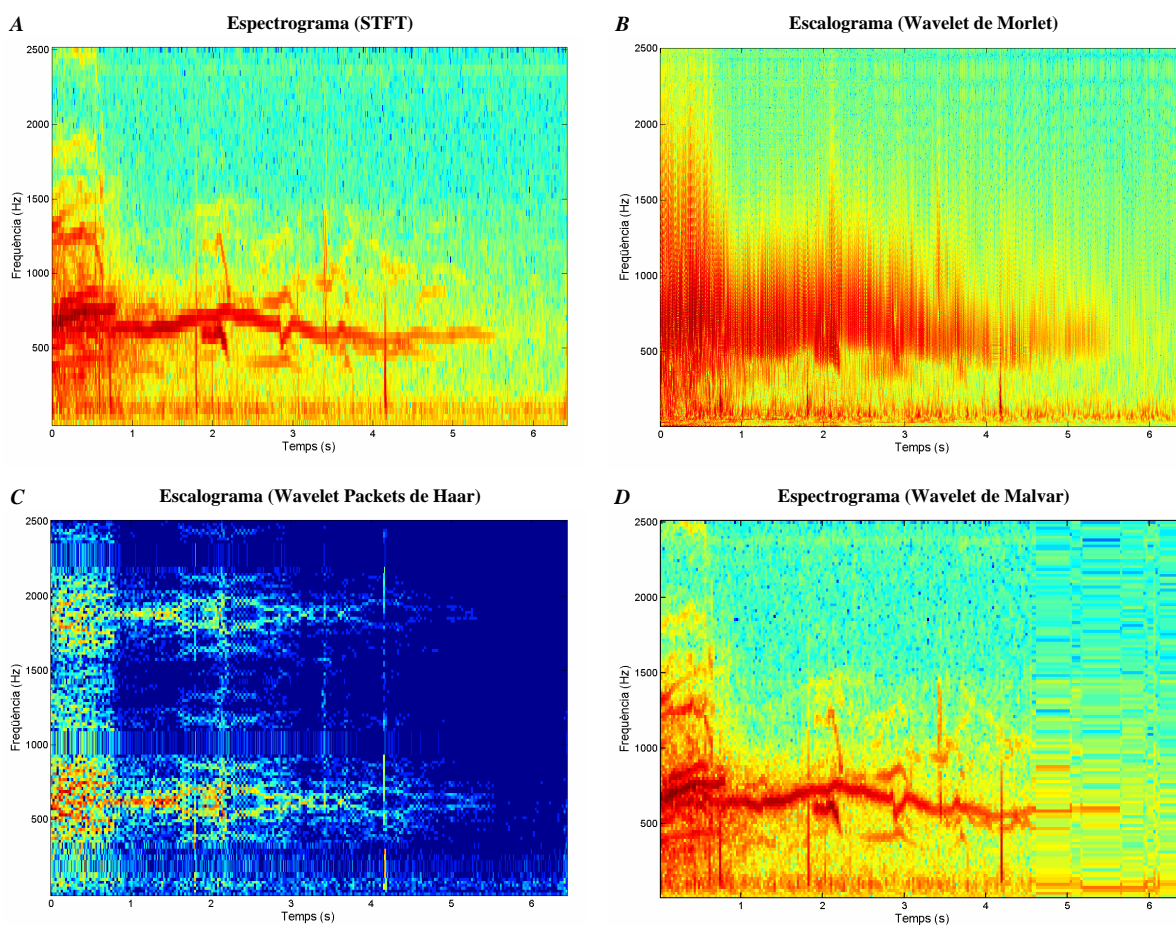 A
Espectrograma (STFT)
2500
2000
1500
1000
500
Freqüència (Hz)
0 1 2 3 4 5 6
Temps (s)
B
Escalograma (Wavelet de Morlet)
2500
2000
1500
1000
500
Freqüència (Hz)
0 1 2 3 4 5 6
Temps (s)
C
Escalograma (Wavelet Packets de Haar)
2500
2000
1500
1000
500
Freqüència (Hz)
0 1 2 3 4 5 6
Temps (s)
D
Espectrograma (Wavelet de Malvar)
2500
2000
1500
1000
500
Freqüència (Hz)
1 2 3 4 5 6
Temps (s)